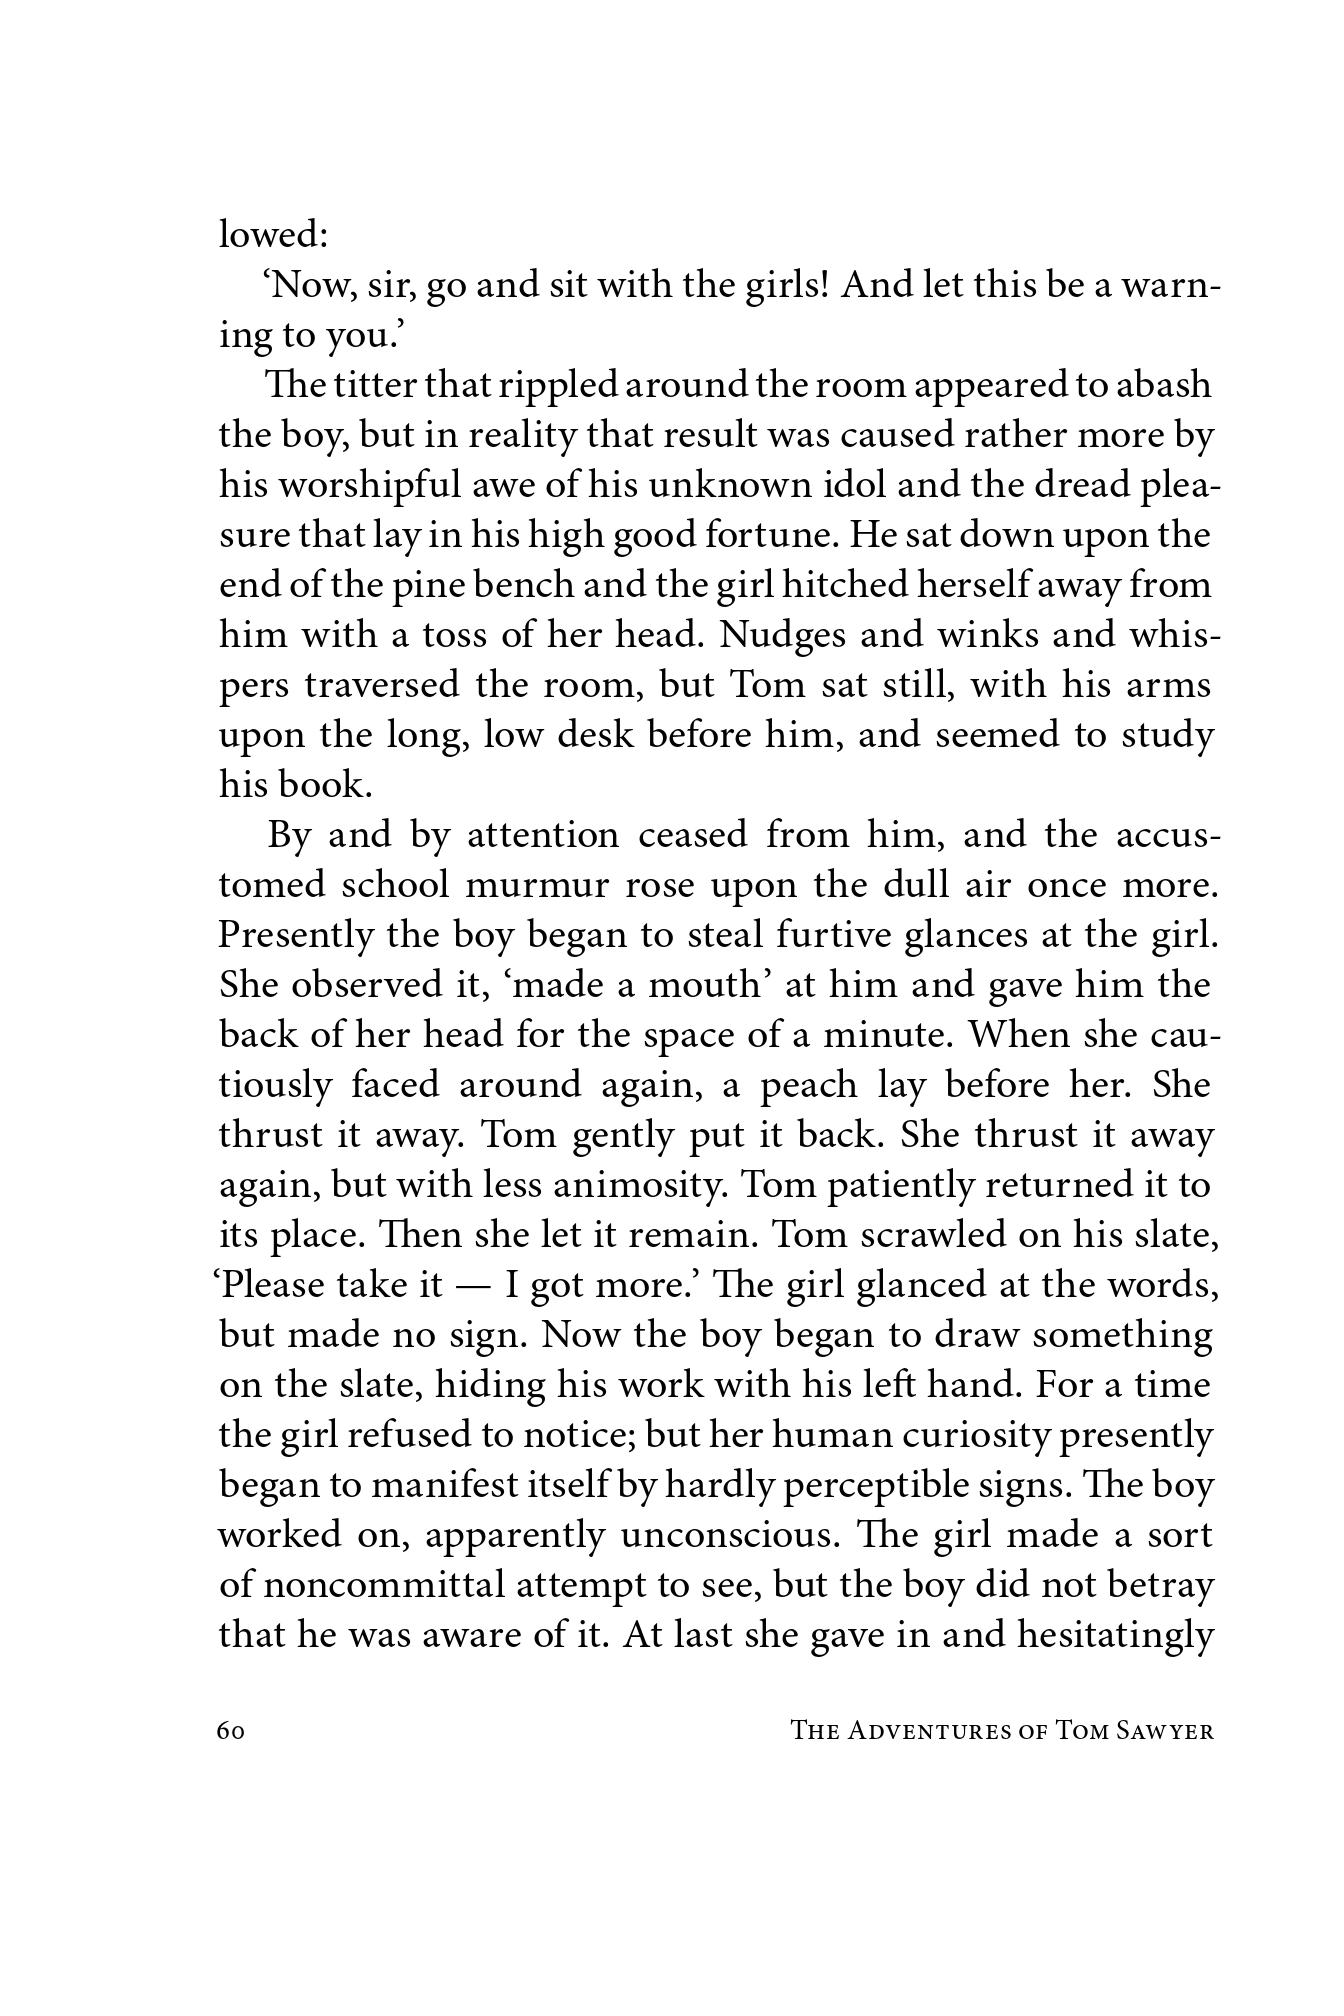 lowed:
‘Now, sir, go and sit with the girls! And let this be a warn-
ing to you.’
The titter that rippled around the room appeared to abash
the boy, but in reality that result was caused rather more by
his worshipful awe of his unknown idol and the dread plea-
sure that lay in his high good fortune. He sat down upon the
end of the pine bench and the girl hitched herself away from
him with a toss of her head. Nudges and winks and whis-
pers traversed the room, but Tom sat still, with his arms
upon the long, low desk before him, and seemed to study
his book.
By and by attention ceased from him, and the accus-
tomed school murmur rose upon the dull air once more.
Presently the boy began to steal furtive glances at the girl.
She observed it, ‘made a mouth’ at him and gave him the
back of her head for the space of a minute. When she cau-
tiously faced around again, a peach lay before her. She
thrust it away. Tom gently put it back. She thrust it away
again, but with less animosity. Tom patiently returned it to
its place. Then she let it remain. Tom scrawled on his slate,
‘Please take it — I got more.’ The girl glanced at the words,
but made no sign. Now the boy began to draw something
on the slate, hiding his work with his left hand. For a time
the girl refused to notice; but her human curiosity presently
began to manifest itself by hardly perceptible signs. The boy
worked on, apparently unconscious. The girl made a sort
of noncommittal attempt to see, but the boy did not betray
that he was aware of it. At last she gave in and hesitatingly
60 The Adventures of Tom Sawyer